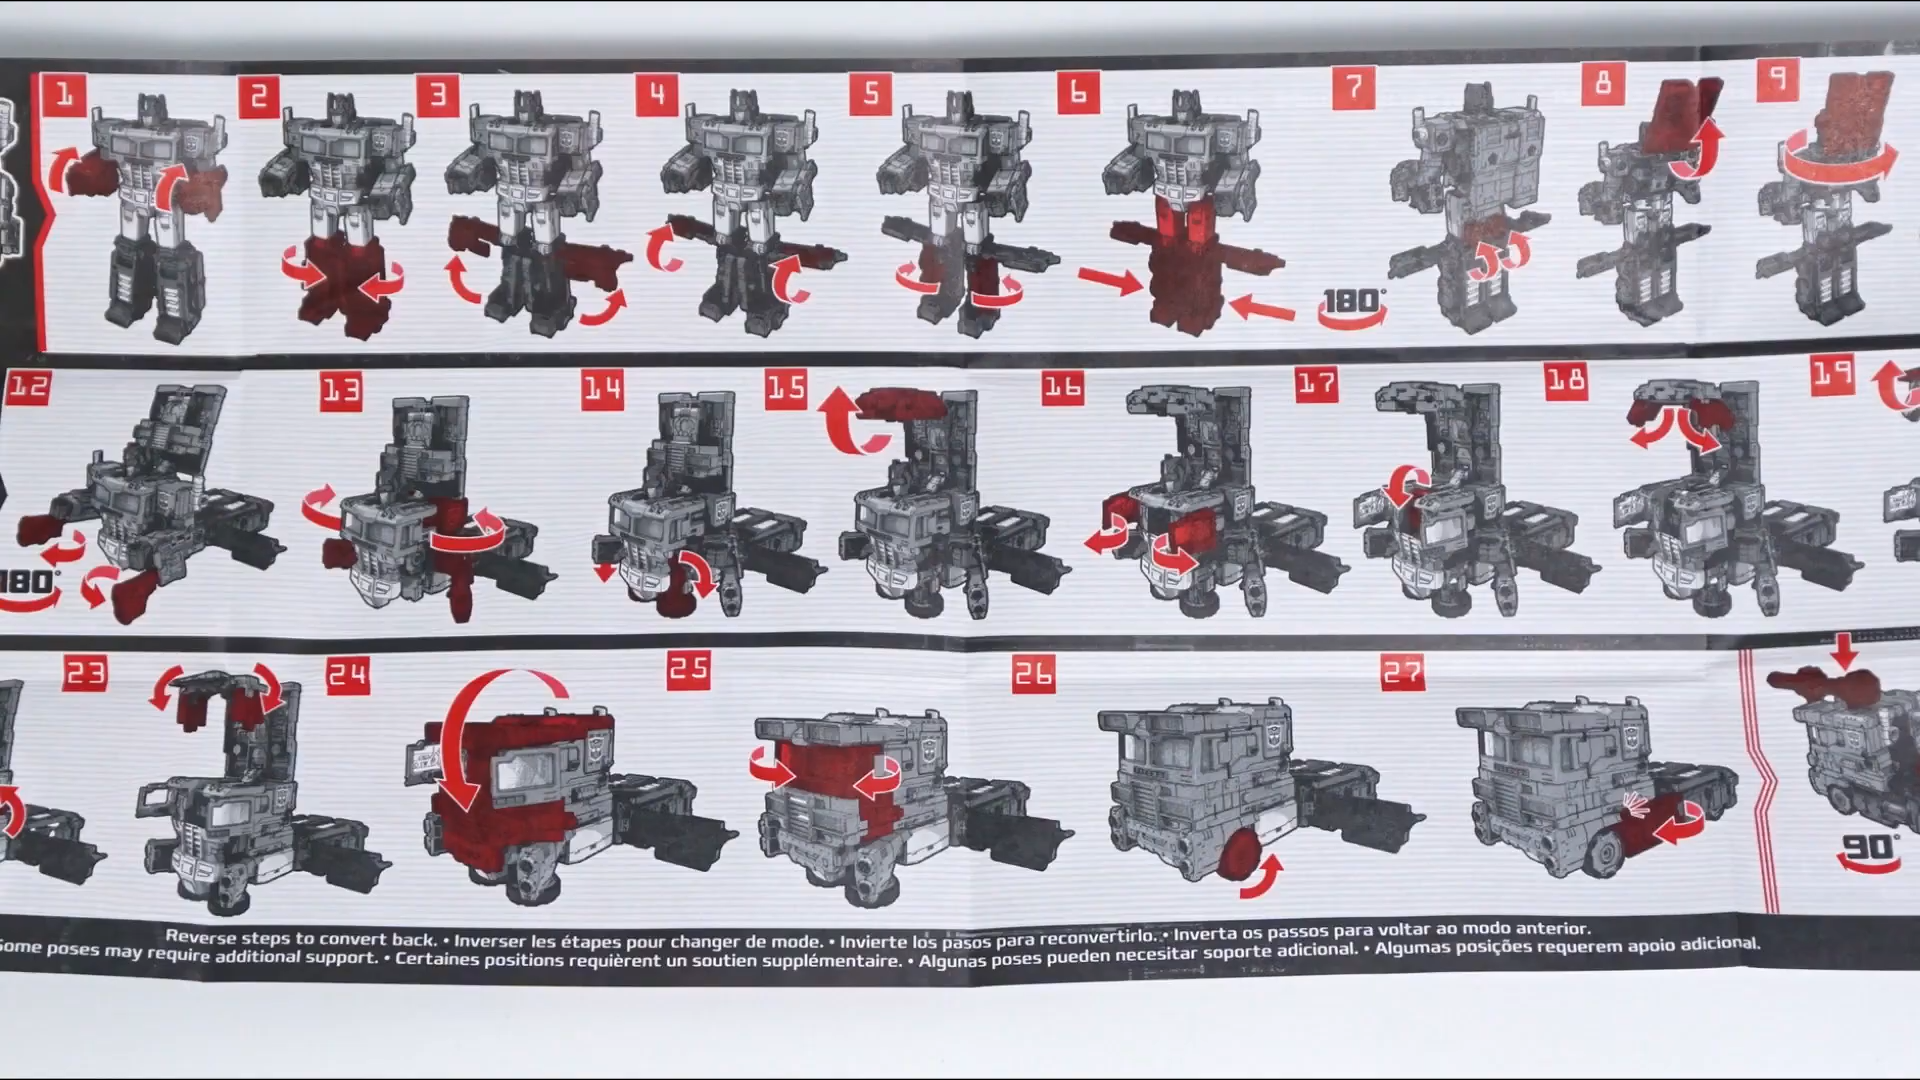 1 2 3 4 5 6 7 8 9
180°
12 13 14 15 16 17 18 19
180°
23 24 25 26 27
90°
Reverse steps to convert back. • Inverser les étapes pour changer de mode. • Invierte los pasos para reconvertirlo. • Inverta os passos para voltar ao modo anterior.
Some poses may require additional support. • Certaines positions requièrent un soutien supplémentaire. • Algunas poses pueden necesitar soporte adicional. • Algumas posições requerem apoio adicional.